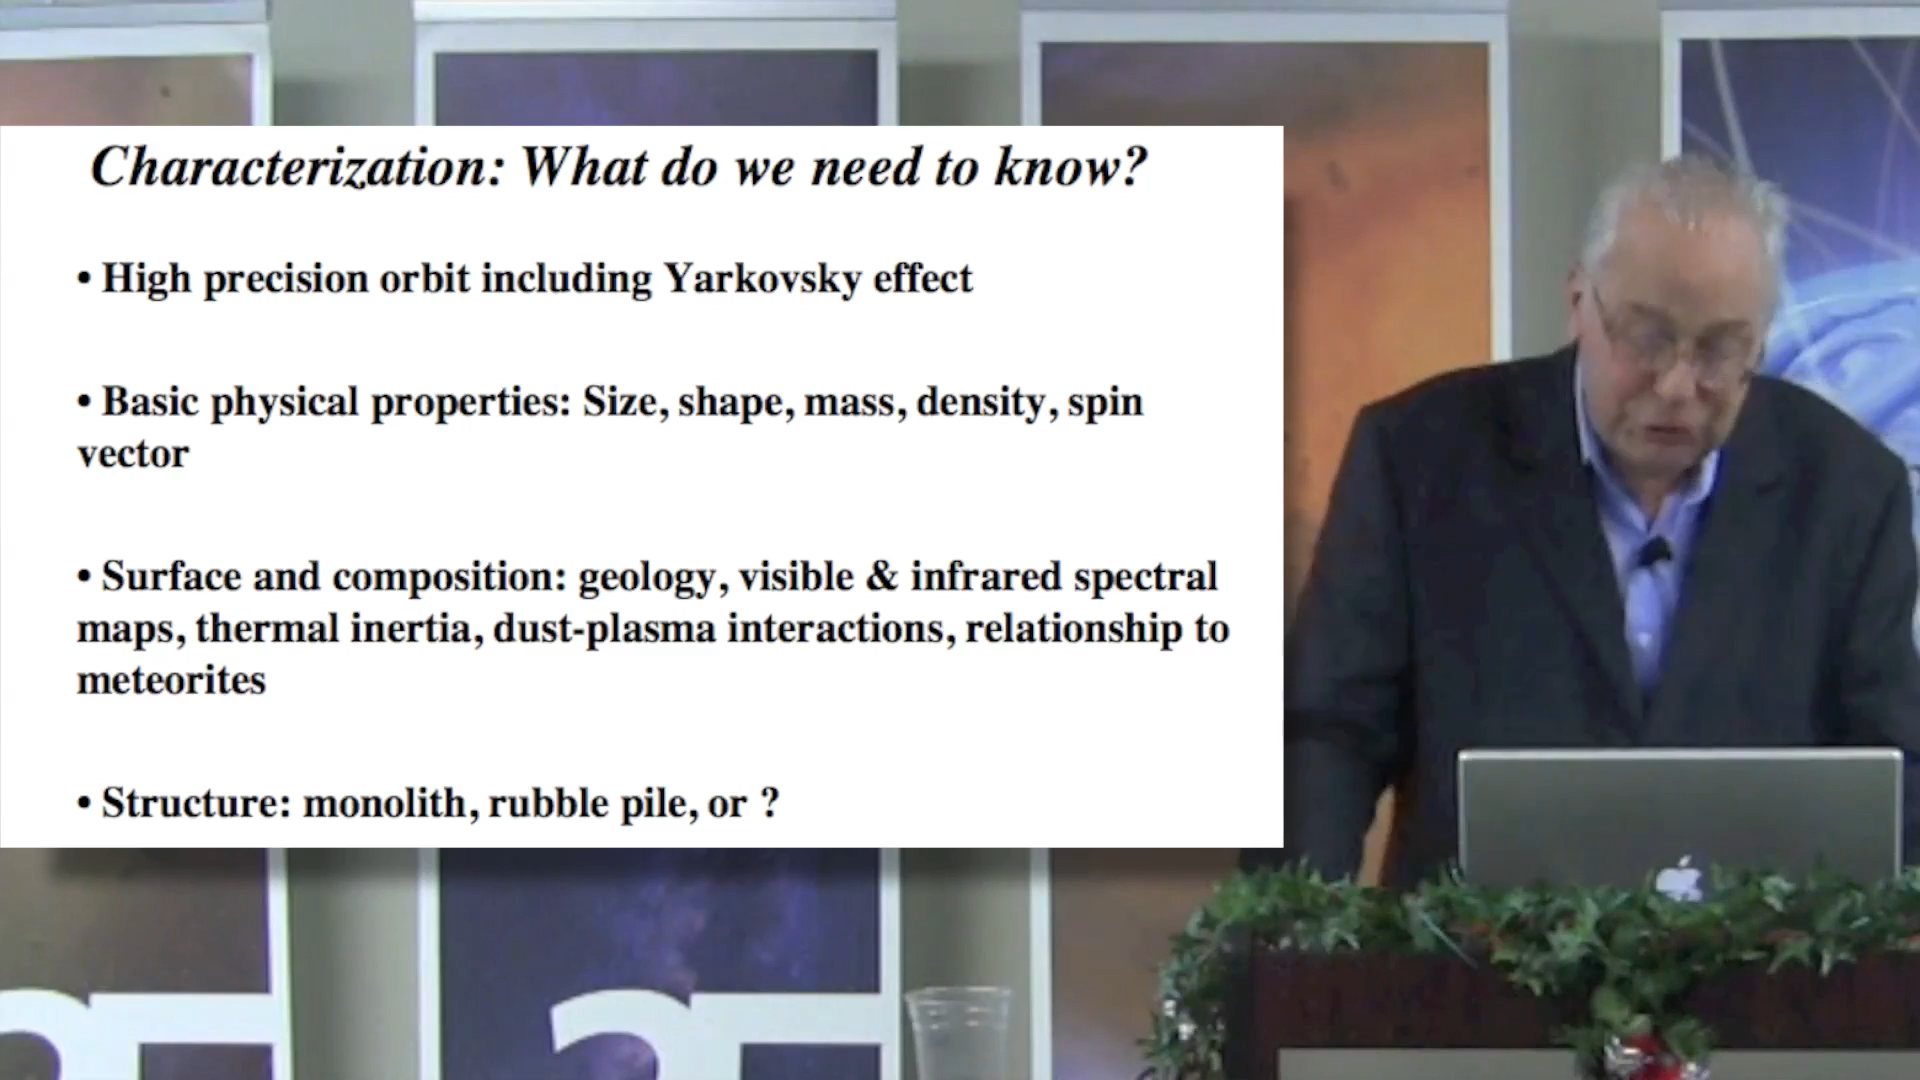 Characterization: What do we need to know?
• High precision orbit including Yarkovsky effect
• Basic physical properties: Size, shape, mass, density, spin
vector
• Surface and composition: geology, visible & infrared spectral
maps, thermal inertia, dust-plasma interactions, relationship to
meteorites
• Structure: monolith, rubble pile, or ?